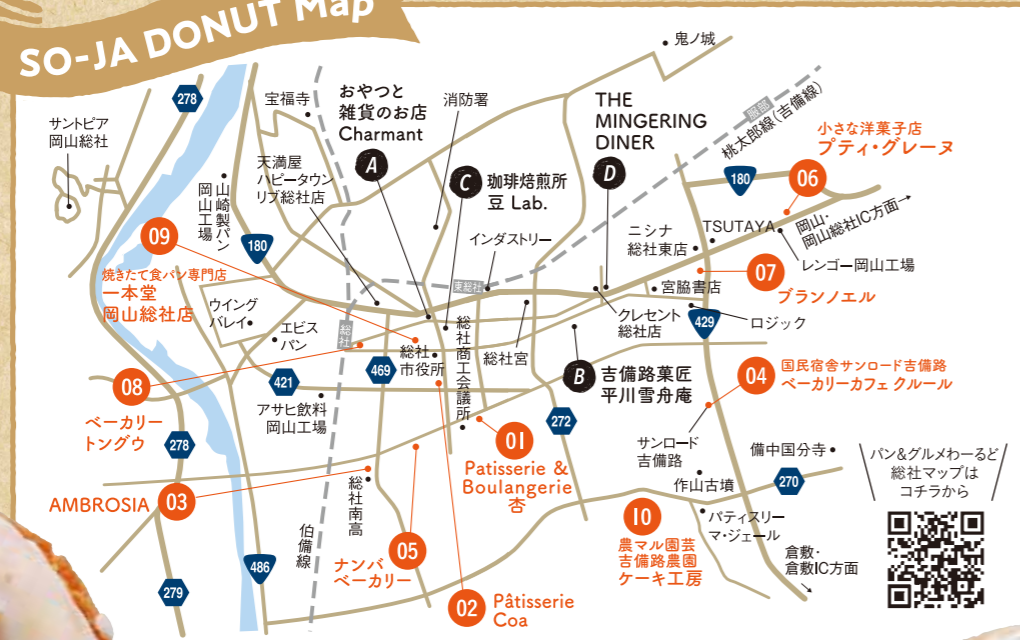 SO-JA DONUT Map
鬼ノ城
278
宝福寺
おやつと
雑貨のお店
Charmant
消防署
THE
MINGERING
DINER
服部
桃太郎線(吉備線)
サントピア
岡山総社
小さな洋菓子店
プティ・グレーヌ
天満屋
ハピータウン
リブ総社店
A
C
珈琲焙煎所
豆 Lab.
D
180
06
山崎製パン
岡山工場
09
180
インダストリー
ニシナ
総社東店
TSUTAYA
岡山・
岡山総社IC方面→
レンゴー岡山工場
焼きたて食パン専門店
一本堂
岡山総社店
東総社
宮脇書店
07
ブランノエル
ウイング
バレイ
エビス
パン
総社
総社
市役所
総社商工会議所
総社宮
クレセント
総社店
429
ロジック
08
ベーカリー
トングウ
421
469
B
吉備路菓匠
平川雪舟庵
04
国民宿舎サンロード吉備路
ベーカリーカフェ クルール
アサヒ飲料
岡山工場
272
278
01
Patisserie &
Boulangerie
杏
サンロード
吉備路
備中国分寺
パン&グルメわーるど
総社マップは
コチラから
AMBROSIA
03
総社南高
作山古墳
270
パティスリー
マ・ジェール
10
農マル園芸
吉備路農園
ケーキ工房
伯備線
05
ナンバ
ベーカリー
倉敷・
倉敷IC方面
→
486
279
02
Pâtisserie
Coa